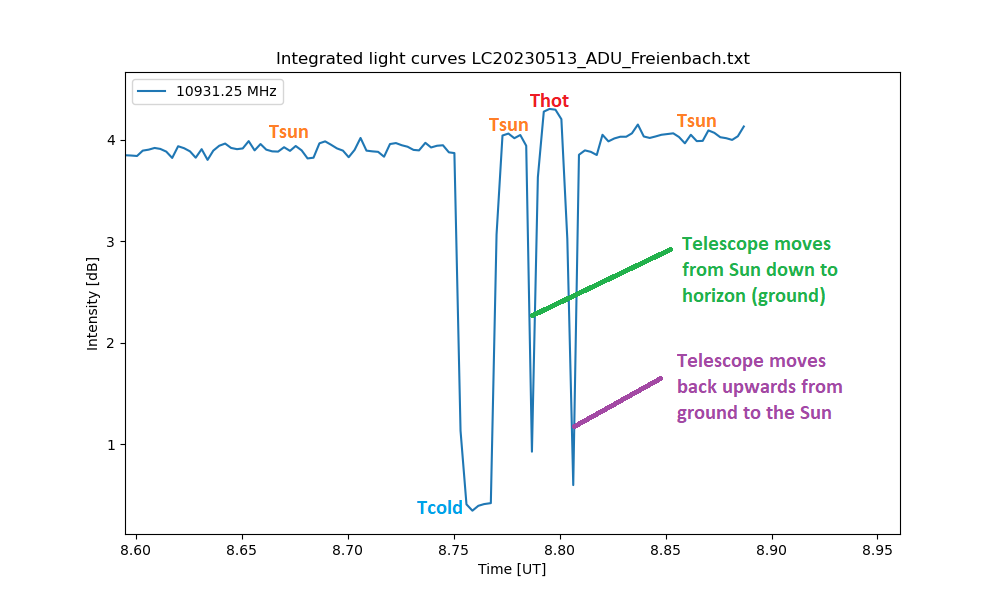 Integrated light curves LC20230513_ADU_Freienbach.txt
10931.25 MHz
Thot
Tsun
Tsun
Tsun
Telescope moves
from Sun down to
horizon (ground)
Telescope moves
back upwards from
ground to the Sun
Tcold
Intensity [dB]
4
3
2
1
8.60 8.65 8.70 8.75 8.80 8.85 8.90 8.95
Time [UT]